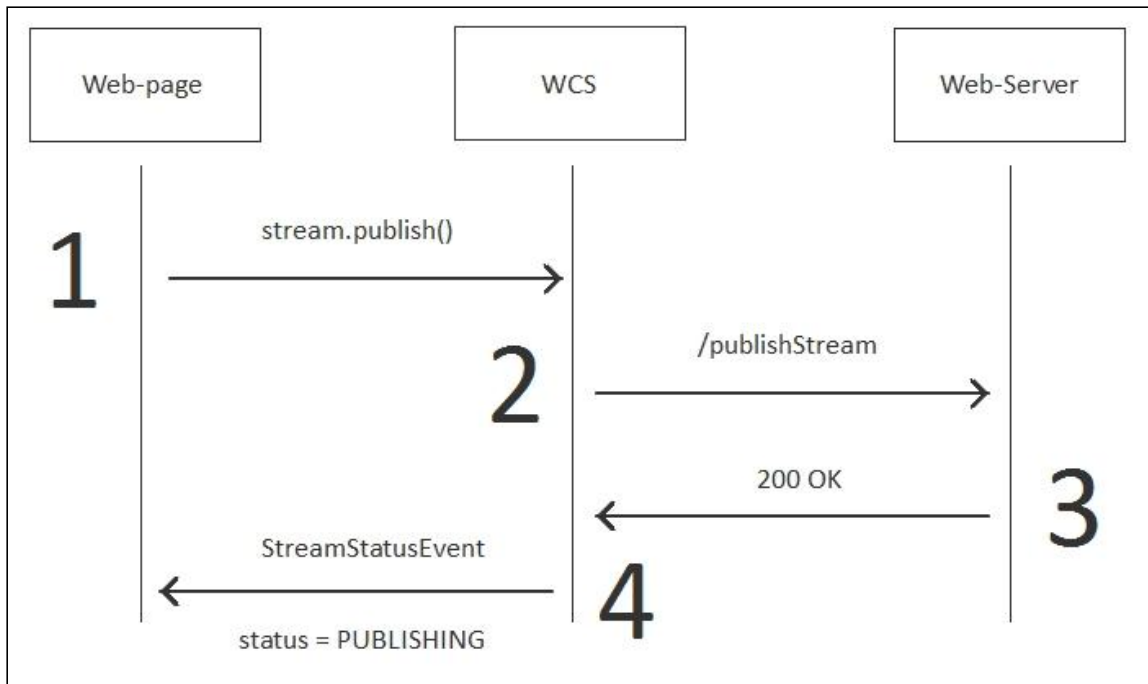 Web-page
WCS
Web-Server
stream.publish()
1
/publishStream
2
200 OK
3
StreamStatusEvent
4
status = PUBLISHING